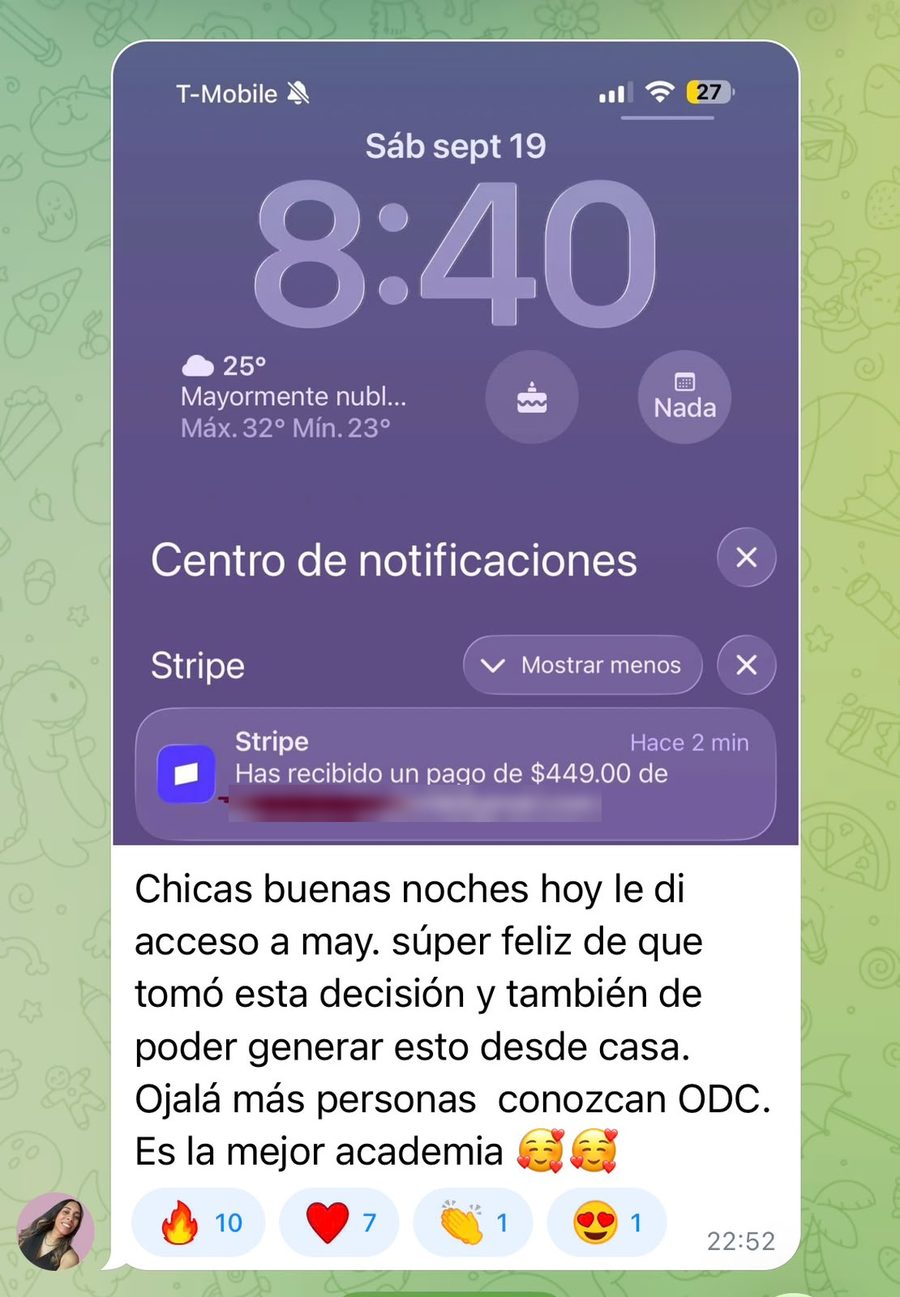 T-Mobile
27
Sáb sept 19
8:40
25°
Mayormente nubl...
Máx. 32° Mín. 23°
Nada
Centro de notificaciones
Stripe
Mostrar menos
Stripe
Hace 2 min
Has recibido un pago de $449.00 de
Chicas buenas noches hoy le di
acceso a may. súper feliz de que
tomó esta decisión y también de
poder generar esto desde casa.
Ojalá más personas  conozcan ODC.
Es la mejor academia 🥰🥰
🔥 10 ❤️ 7 👏 1 😍 1
22:52